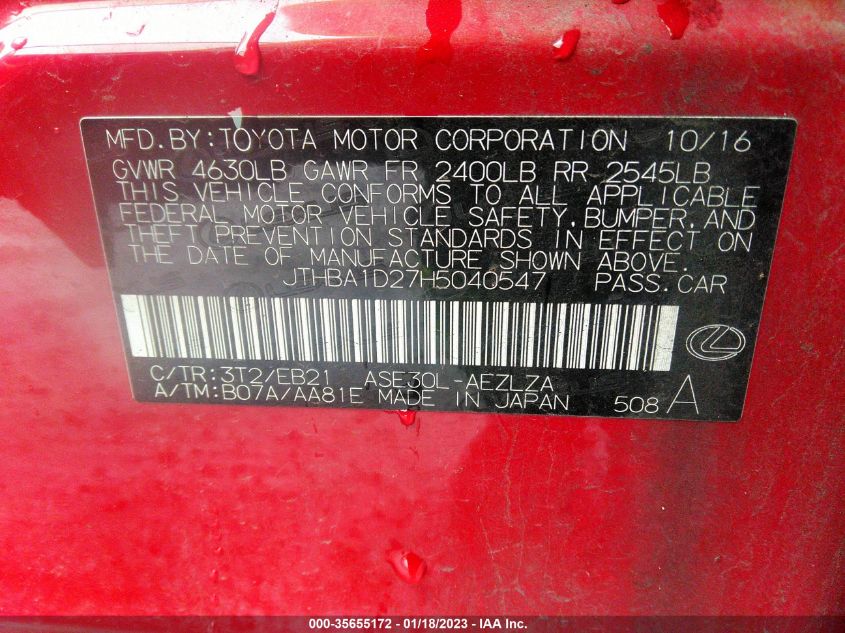 MFD.BY:TOYOTA MOTOR CORPORATION 10/16
GVWR 4630LB GAWR FR 2400LB RR 2545LB
THIS VEHICLE CONFORMS TO ALL APPLICABLE
FEDERAL MOTOR VEHICLE SAFETY, BUMPER, AND
THEFT PREVENTION STANDARDS IN EFFECT ON
THE DATE OF MANUFACTURE SHOWN ABOVE.
JTHBA1D27H5040547 PASS.CAR
C/TR:3T2/EB21 ASE30L-AEZLZA
A/TM:B07A/AA81E MADE IN JAPAN 508 A
000-35655172 - 01/18/2023 - IAA Inc.